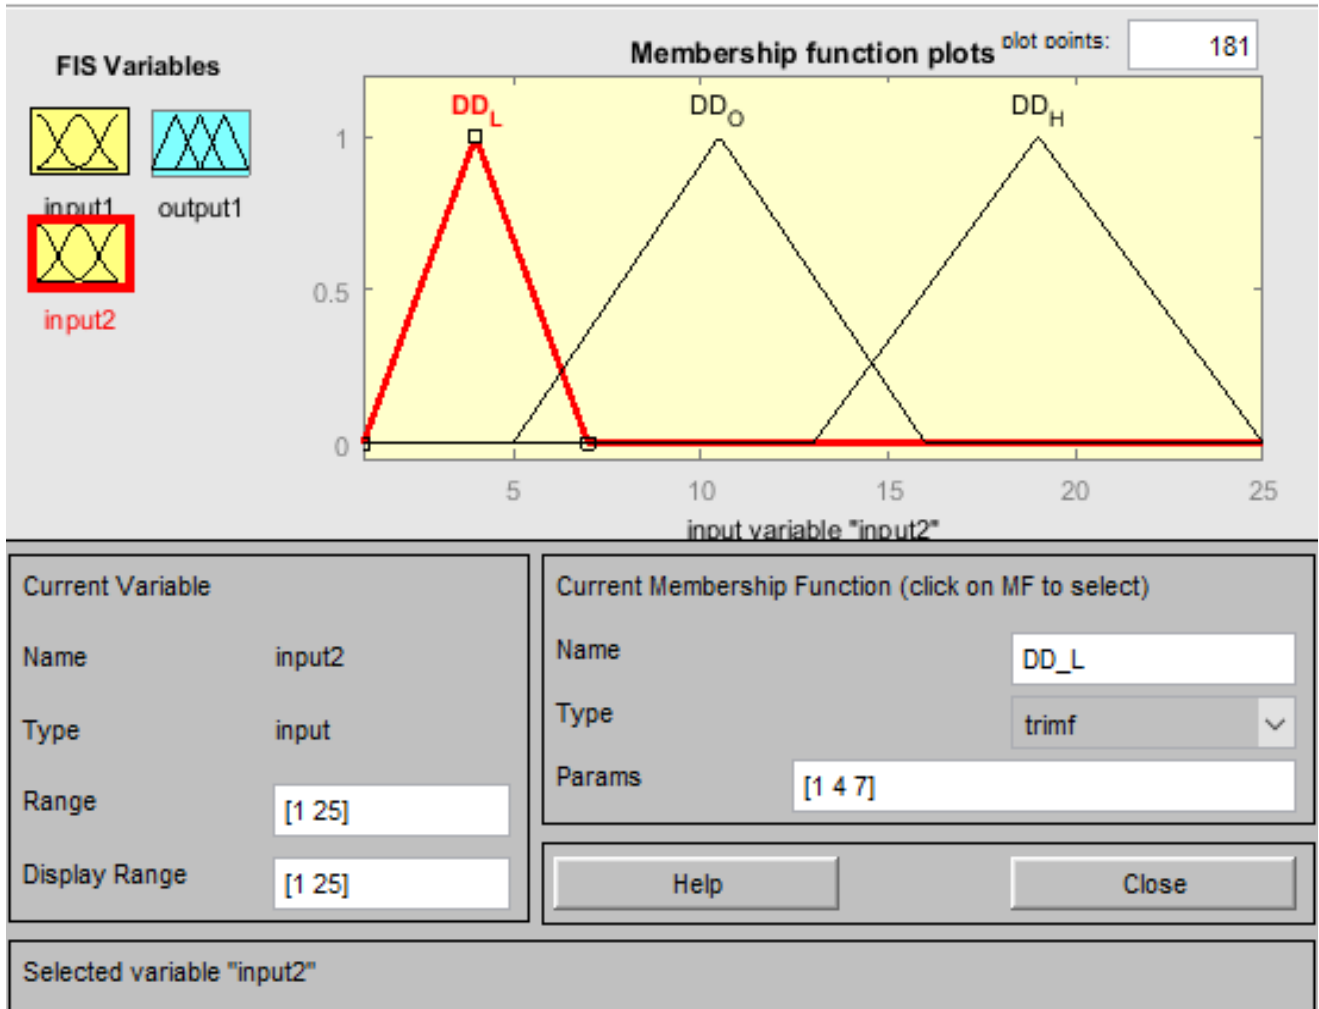 FIS Variables
input1
output1
input2
Membership function plots
plot points:
181
DD_L
DD_O
DD_H
1
0.5
0
5
10
15
20
25
input variable "input2"
Current Variable
Name
input2
Type
input
Range
[1 25]
Display Range
[1 25]
Current Membership Function (click on MF to select)
Name
DD_L
Type
trimf
Params
[1 4 7]
Help
Close
Selected variable "input2"